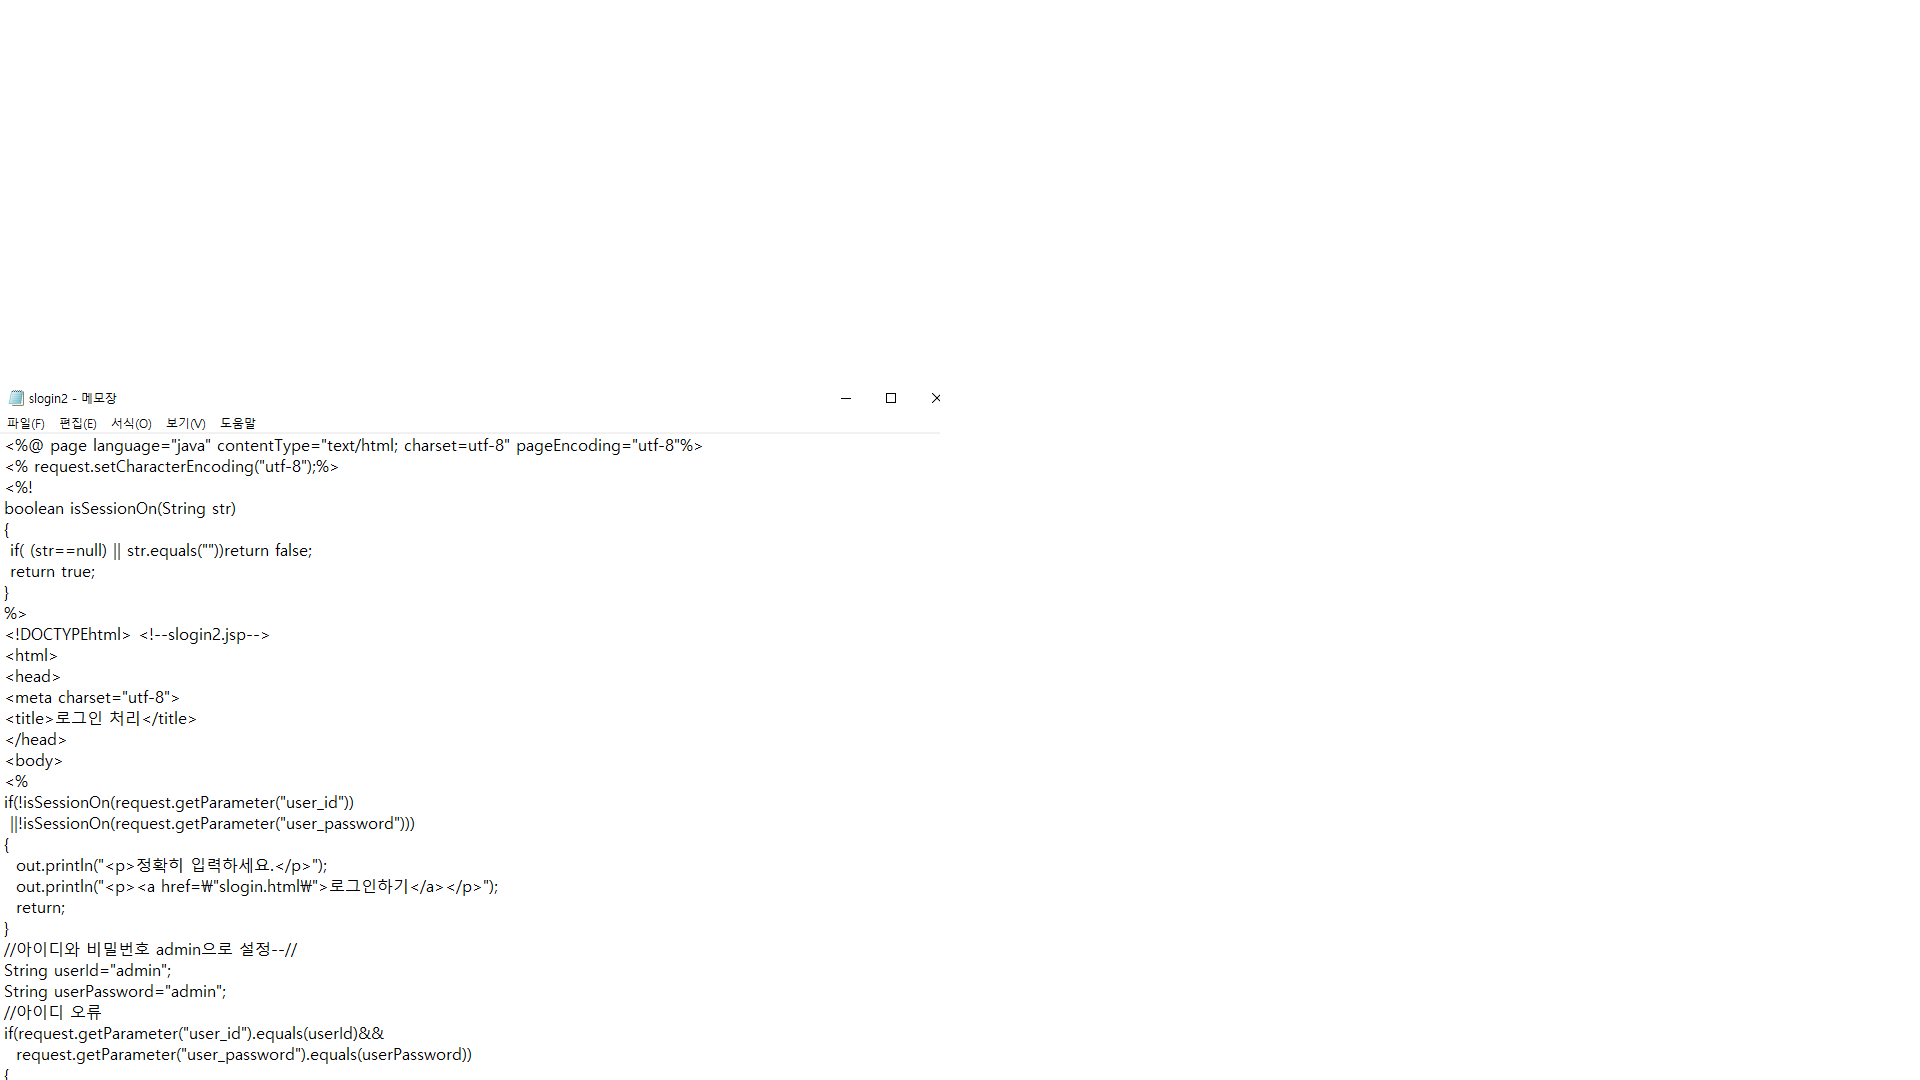 slogin2 - 메모장
파일(F) 편집(E) 서식(O) 보기(V) 도움말
<%@ page language="java" contentType="text/html; charset=utf-8" pageEncoding="utf-8"%>
<% request.setCharacterEncoding("utf-8");%>
<%!
boolean isSessionOn(String str)
{
 if( (str==null) || str.equals(""))return false;
 return true;
}
%>
<!DOCTYPEhtml> <!--slogin2.jsp-->
<html>
<head>
<meta charset="utf-8">
<title>로그인 처리</title>
</head>
<body>
<%
if(!isSessionOn(request.getParameter("user_id"))
 ||!isSessionOn(request.getParameter("user_password")))
{
  out.println("<p>정확히 입력하세요.</p>");
  out.println("<p><a href=₩"slogin.html₩">로그인하기</a></p>");
  return;
}
//아이디와 비밀번호 admin으로 설정--//
String userId="admin";
String userPassword="admin";
//아이디 오류
if(request.getParameter("user_id").equals(userId)&&
  request.getParameter("user_password").equals(userPassword))
{